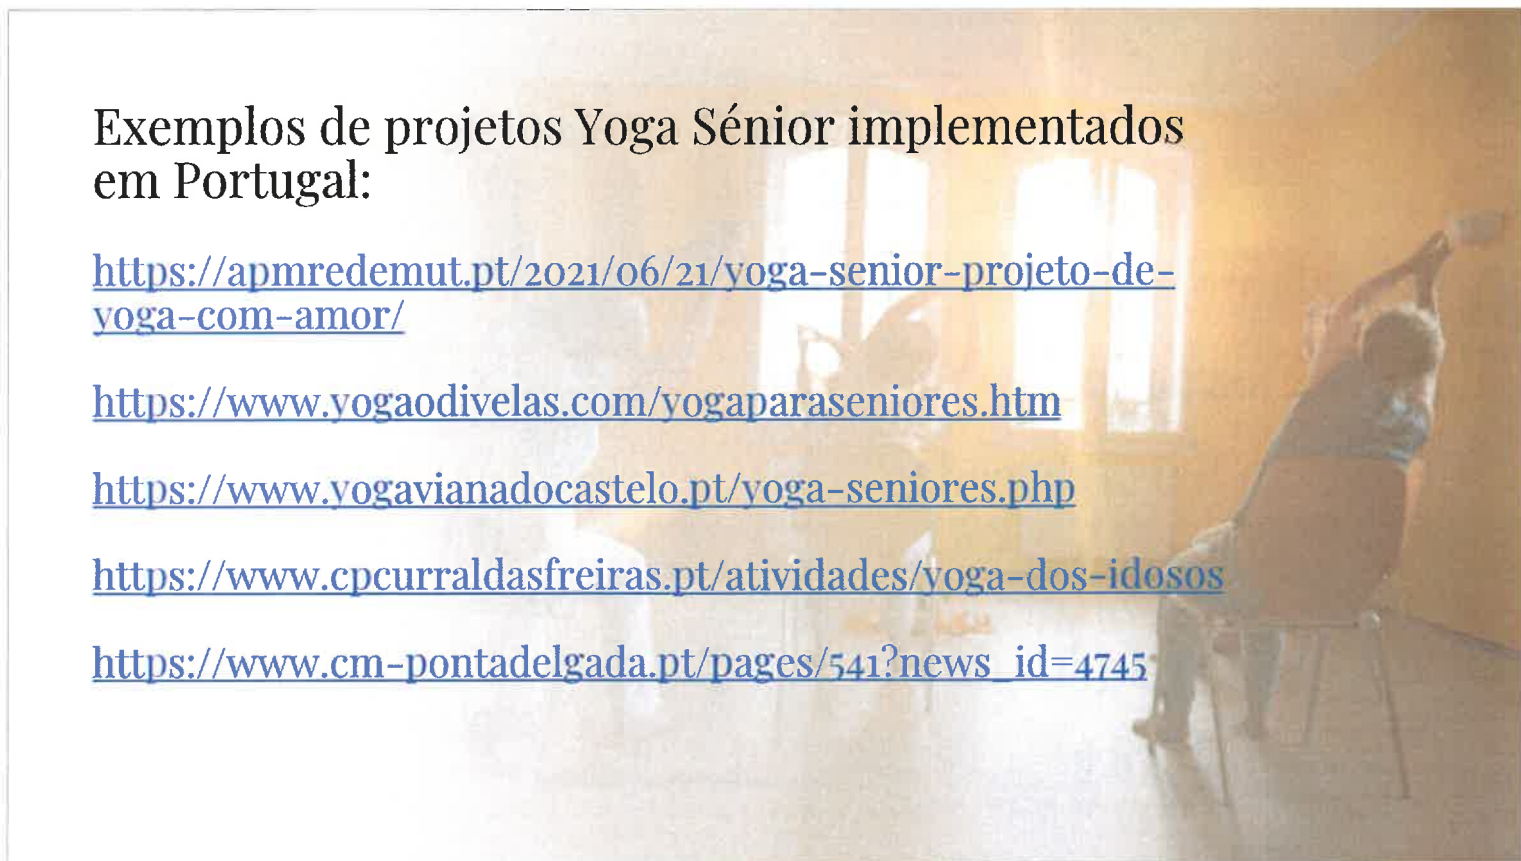 Exemplos de projetos Yoga Sénior implementados
em Portugal:
https://apmredemut.pt/2021/06/21/yoga-senior-projeto-de-
yoga-com-amor/
https://www.yogaodivelas.com/yogaparaseniores.htm
https://www.yogavianadocastelo.pt/yoga-seniores.php
https://www.cpcurraldasfreiras.pt/atividades/yoga-dos-idosos
https://www.cm-pontadelgada.pt/pages/541?news_id=4745